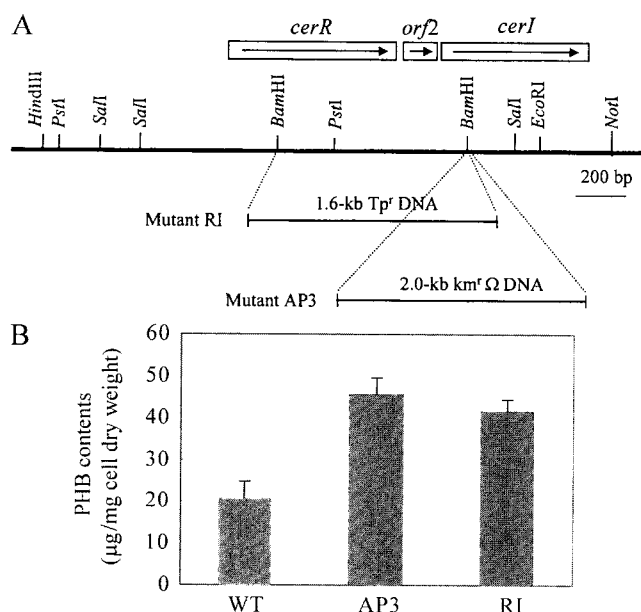 A
cerR orf2 cerI
HindIII PstI SalI SalI BamHI PstI BamHI SalI EcoRI NotI
200 bp
1.6-kb Tpʳ DNA
Mutant RI
2.0-kb kmʳ Ω DNA
Mutant AP3
B
60
50
40
30
20
10
0
PHB contents
(µg/mg cell dry weight)
WT AP3 RI